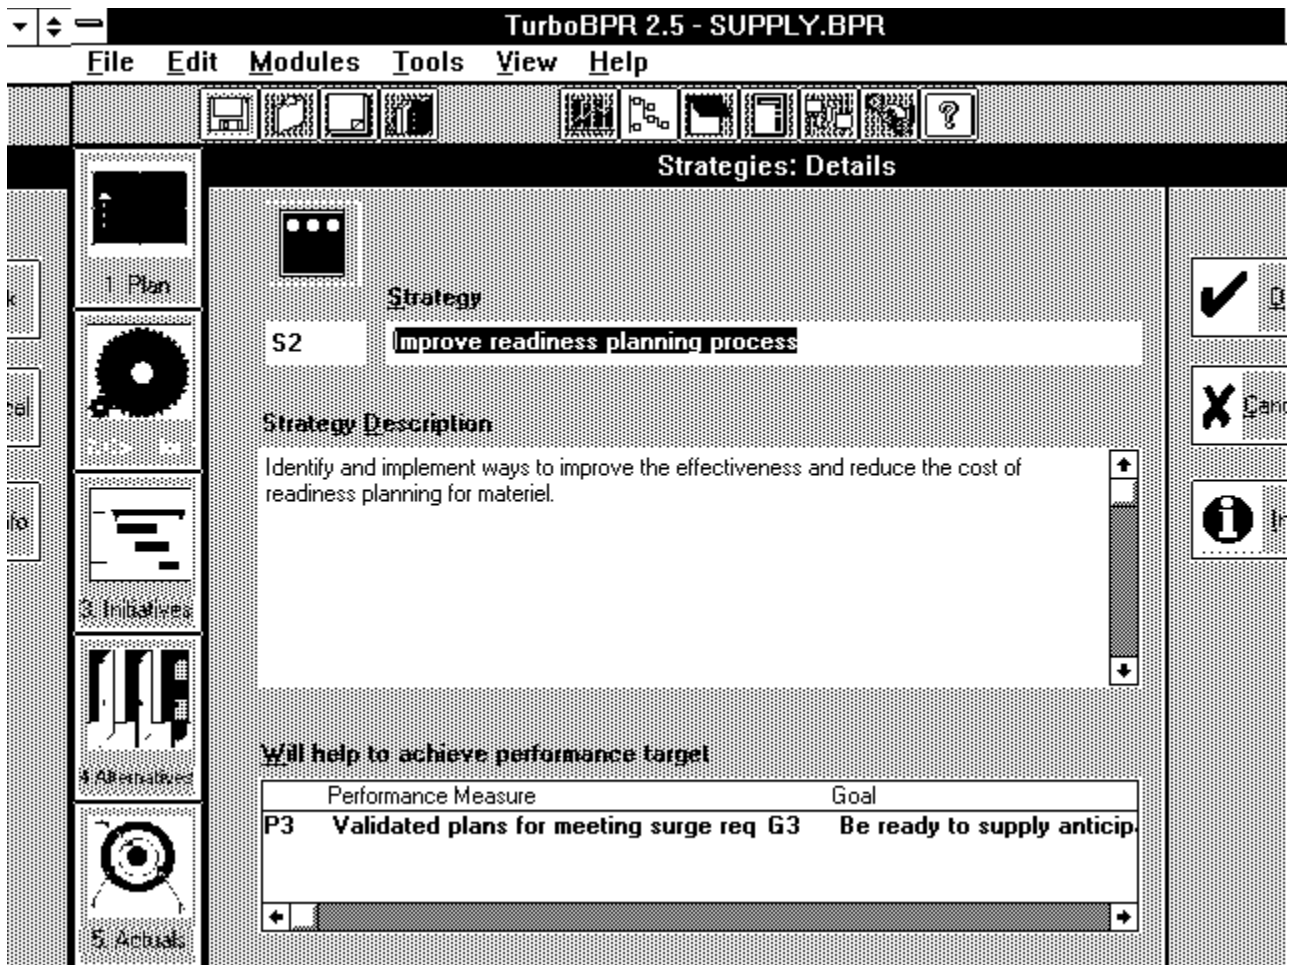 TurboBPR 2.5 - SUPPLY.BPR
File Edit Modules Tools View Help
Strategies: Details
1. Plan
Strategy
S2 Improve readiness planning process
Strategy Description
Identify and implement ways to improve the effectiveness and reduce the cost of
readiness planning for materiel.
3. Initiatives
4 Alternatives
Will help to achieve performance target
Performance Measure Goal
P3 Validated plans for meeting surge req G3 Be ready to supply anticip
5. Actuals